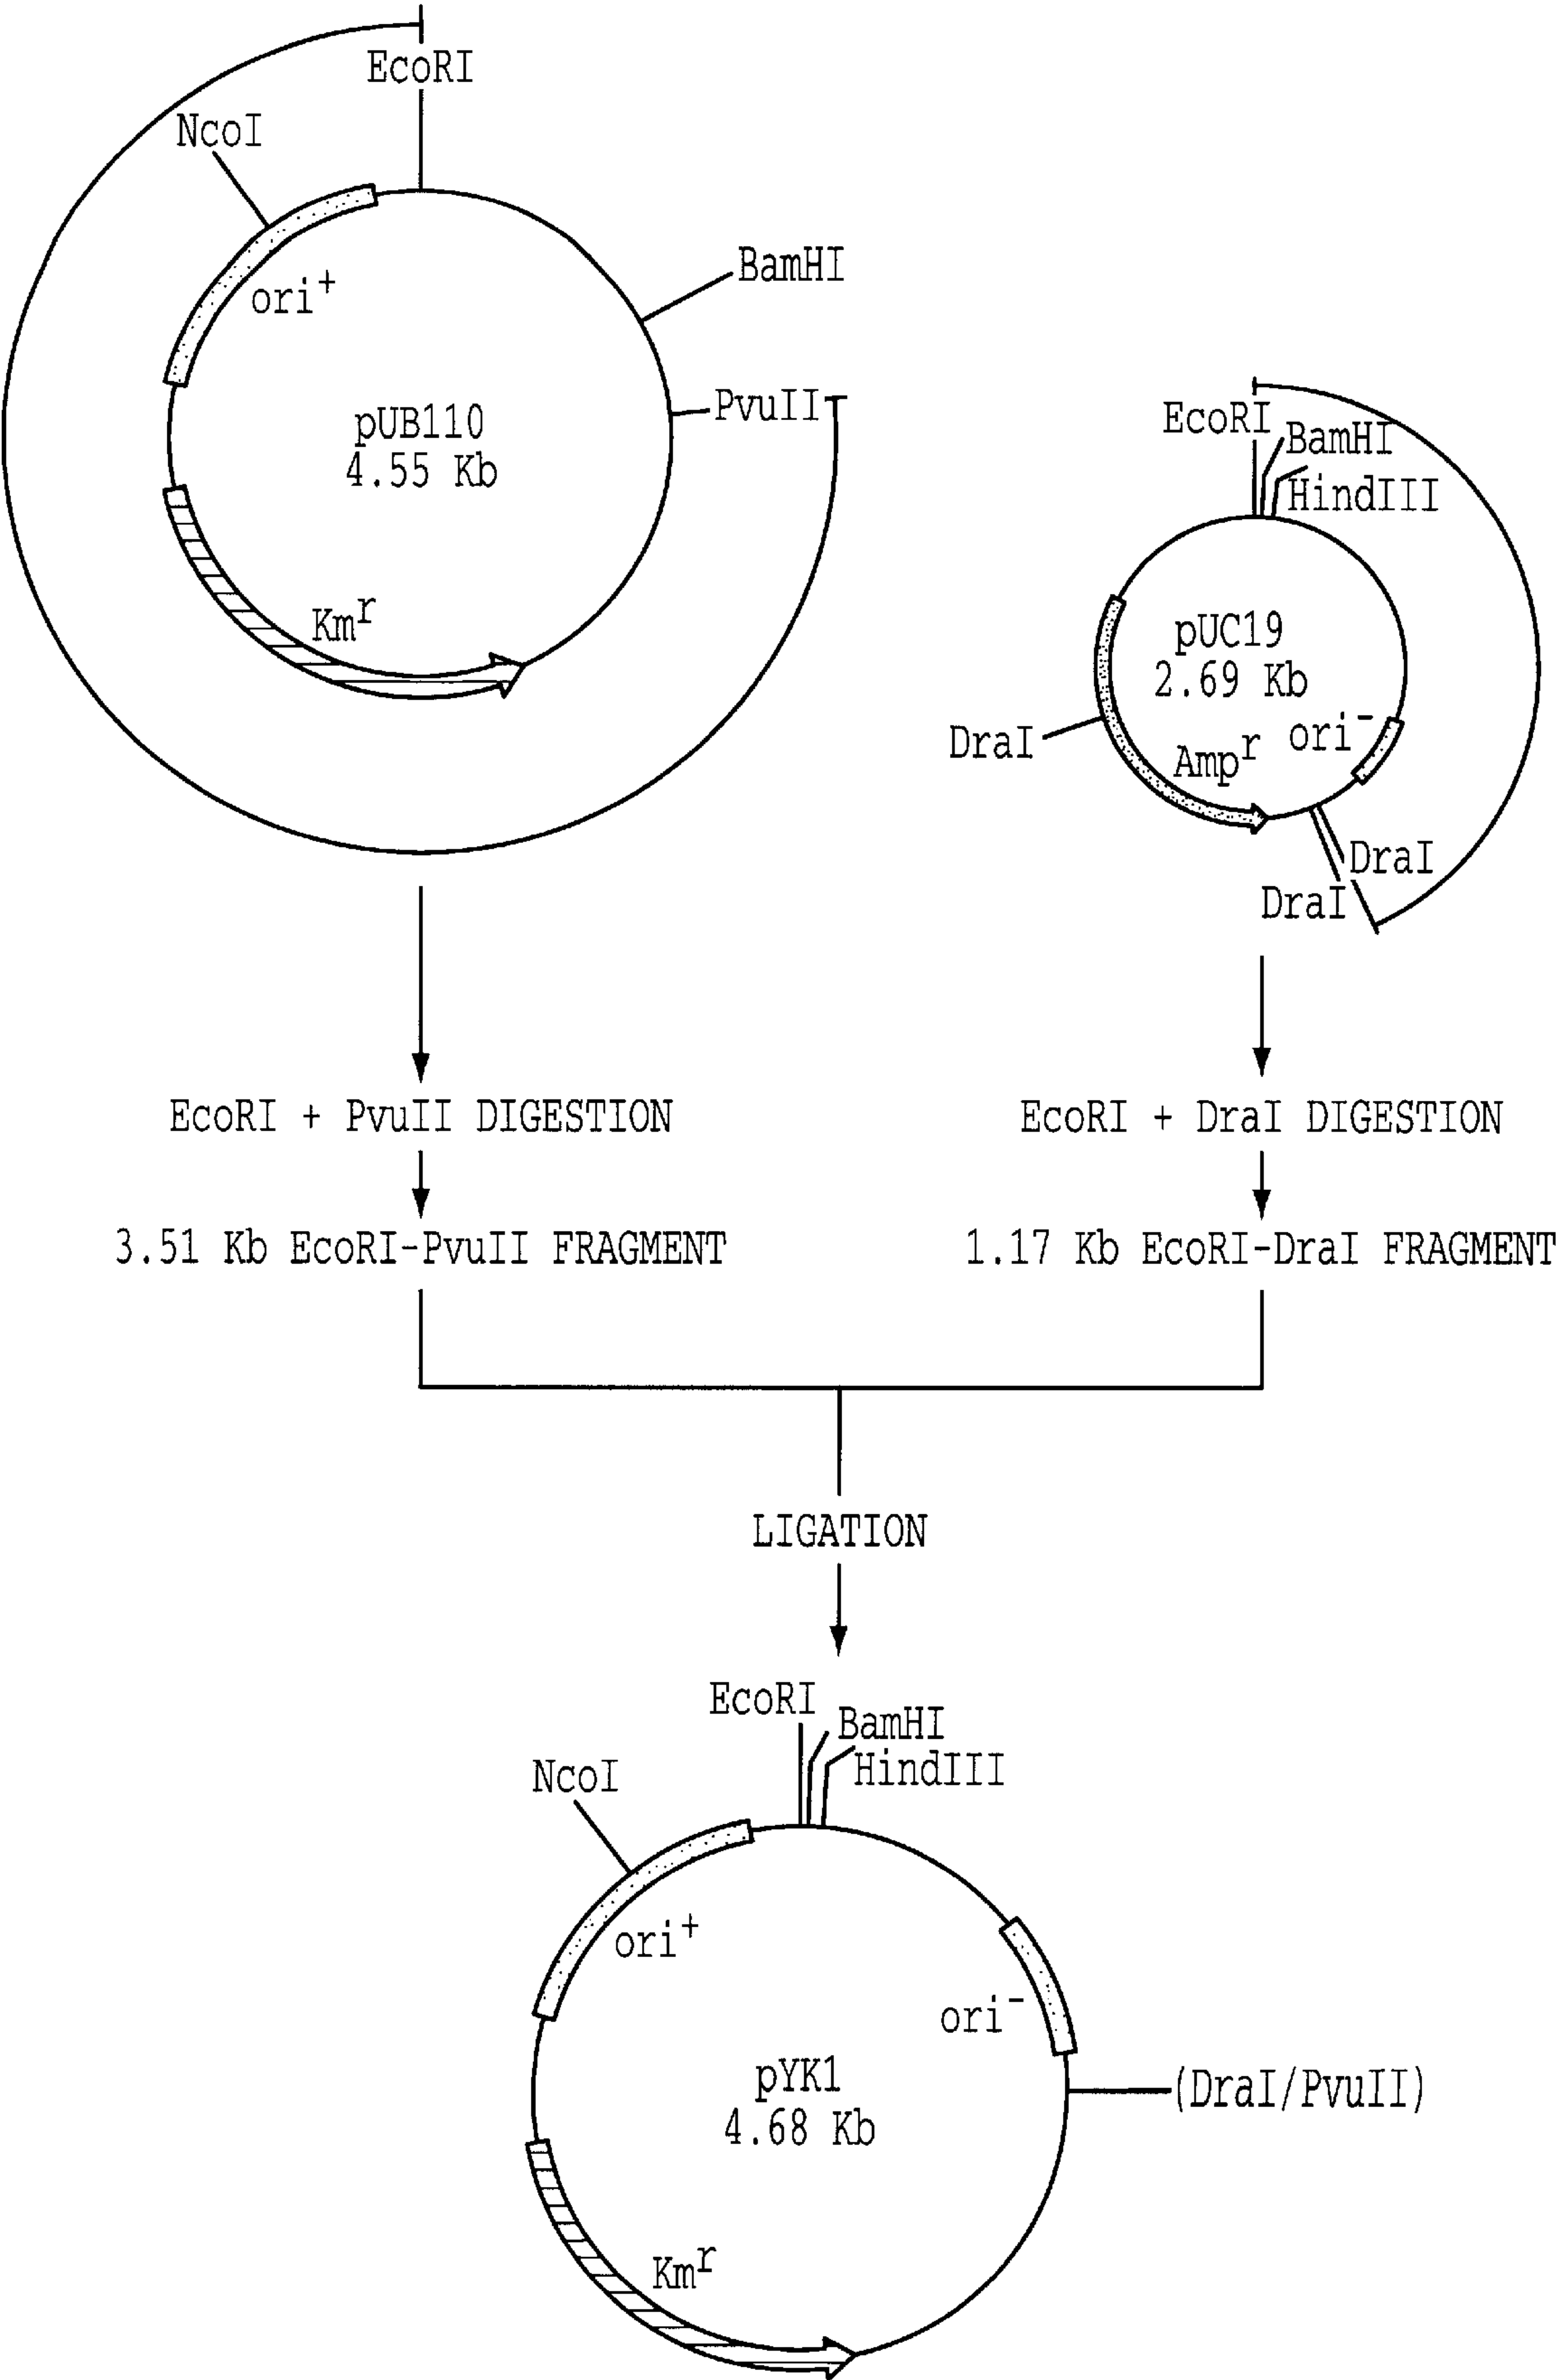 EcoRI
NcoI
BamHI
ori+
PvuII
pUB110
4.55 Kb
Kmr
EcoRI
BamHI
HindIII
pUC19
2.69 Kb
ori-
DraI
Ampr
DraI
DraI
EcoRI + PvuII DIGESTION
EcoRI + DraI DIGESTION
3.51 Kb EcoRI-PvuII FRAGMENT
1.17 Kb EcoRI-DraI FRAGMENT
LIGATION
EcoRI
BamHI
HindIII
NcoI
ori+
ori-
pYK1
4.68 Kb
(DraI/PvuII)
Kmr